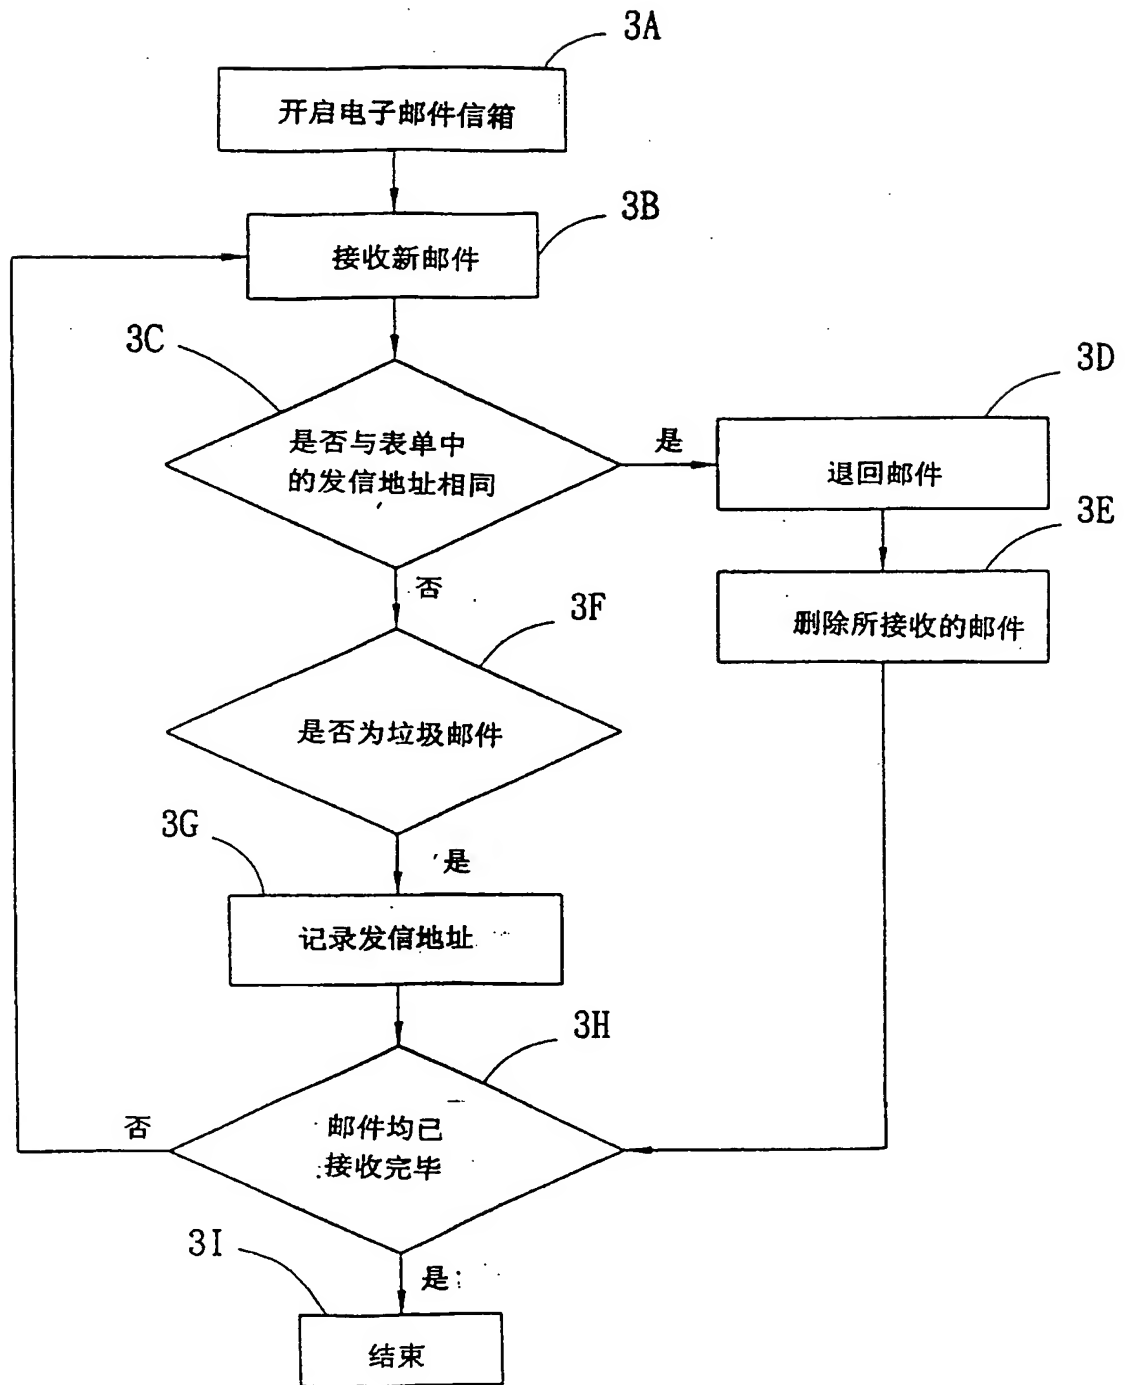 3A
开启电子邮件信箱
3B
接收新邮件
3C
是否与表单中
的发信地址相同
是
3D
退回邮件
3E
删除所接收的邮件
否
3F
是否为垃圾邮件
3G
是
记录发信地址
3H
邮件均已
接收完毕
否
3I
是
结束